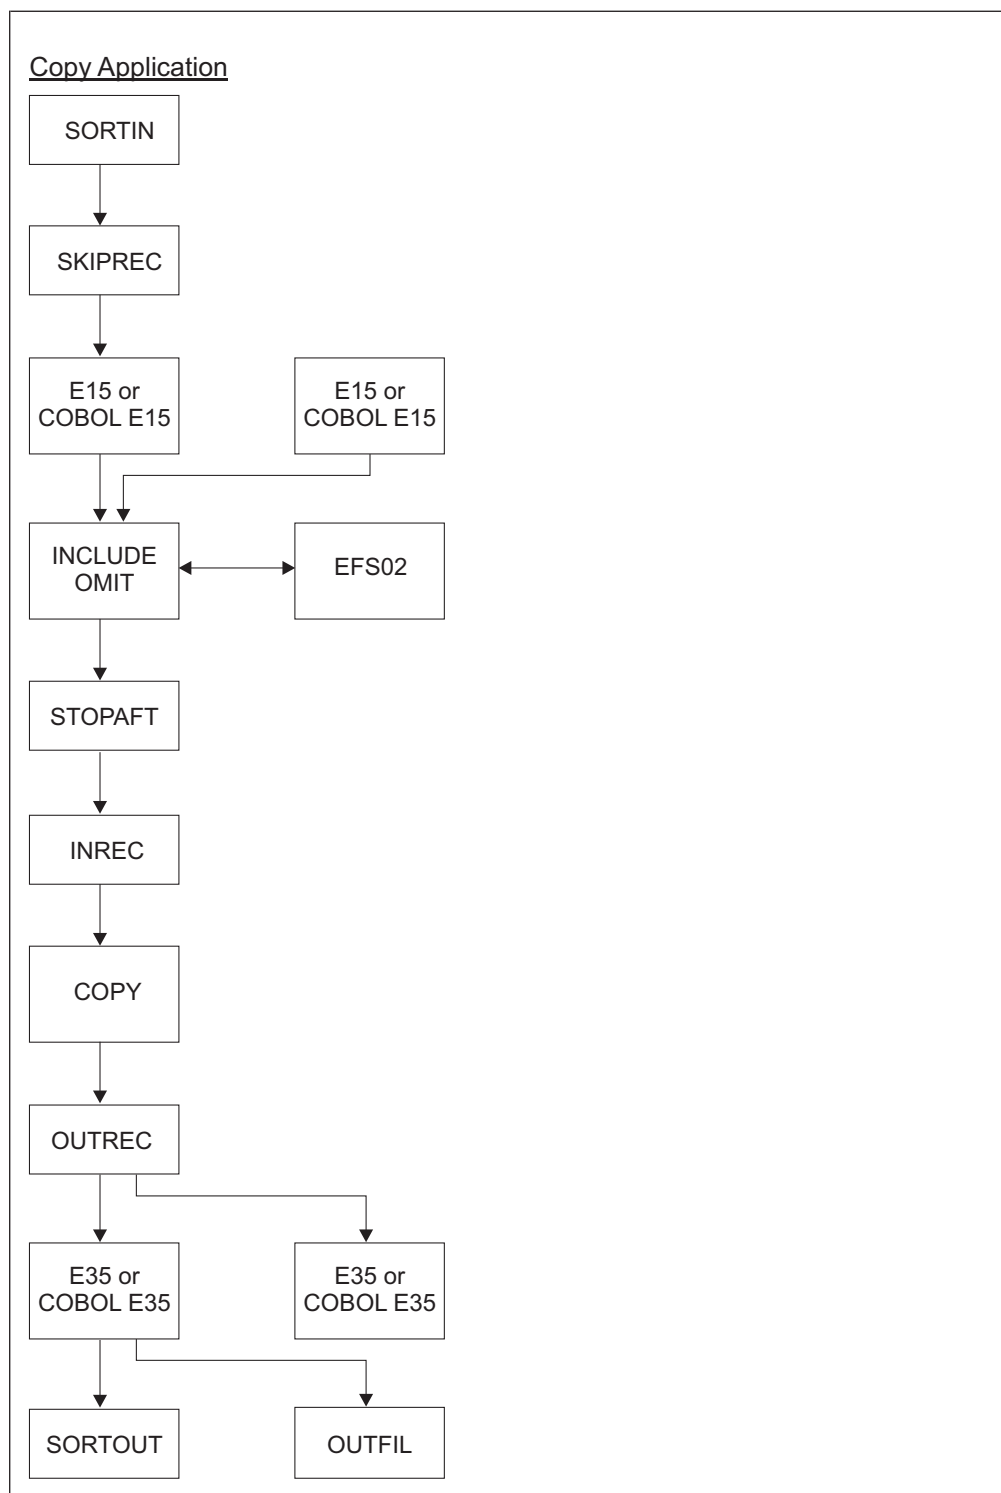 Copy Application
SORTIN
SKIPREC
E15 or
COBOL E15
E15 or
COBOL E15
INCLUDE
OMIT
EFS02
STOPAFT
INREC
COPY
OUTREC
E35 or
COBOL E35
E35 or
COBOL E35
SORTOUT
OUTFIL